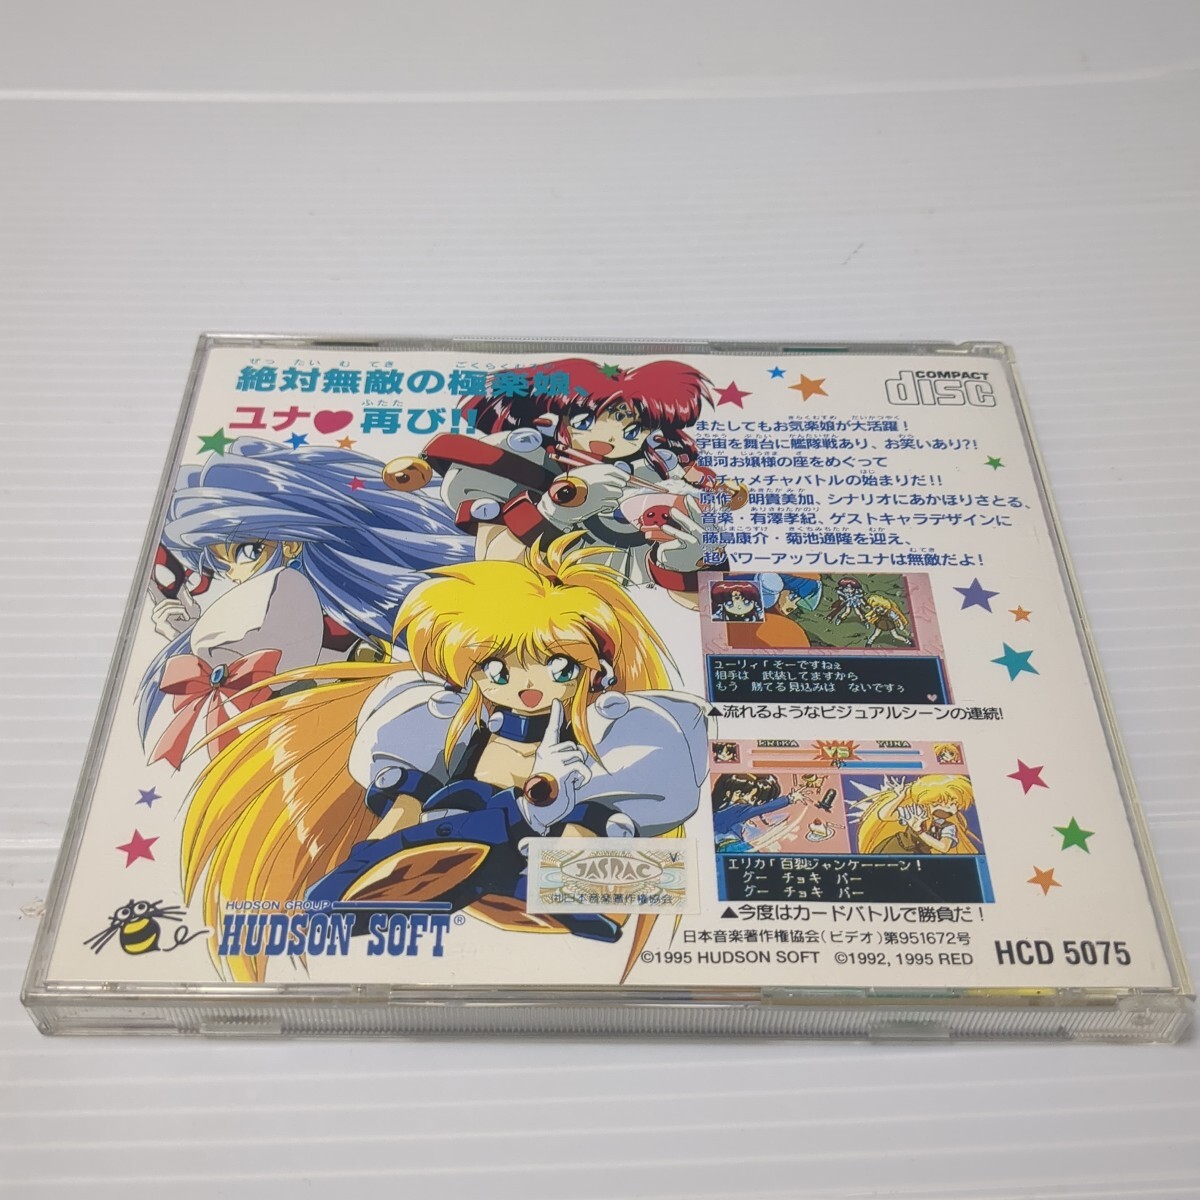 絶対無敵の極楽娘、
ユナ♥再び!!
COMPACT
disc
またしてもお気楽娘が大活躍!
宇宙を舞台に艦隊戦あり、お笑いあり?!
銀河お嬢様の座をめぐって
ハチャメチャバトルの始まりだ!!
原作・明貴美加、シナリオにあかほりさとる、
音楽・有澤孝紀、ゲストキャラデザインに
藤島康介・菊池通隆を迎え、
超パワーアップしたユナは無敵だよ!
ユーリィ「そーですねぇ
相手は 武装してますから
もう 勝てる見込みは ないですぅ
▲流れるようなビジュアルシーンの連続!
ERIKA VS YUNA
エリカ「百裂ジャンケーーーン!
グー チョキ パー
グー チョキ パー
▲今度はカードバトルで勝負だ!
V
JASRAC
(社)日本音楽著作権協会
HUDSON GROUP
HUDSON SOFT®
日本音楽著作権協会(ビデオ)第951672号
©1995 HUDSON SOFT ©1992, 1995 RED
HCD 5075